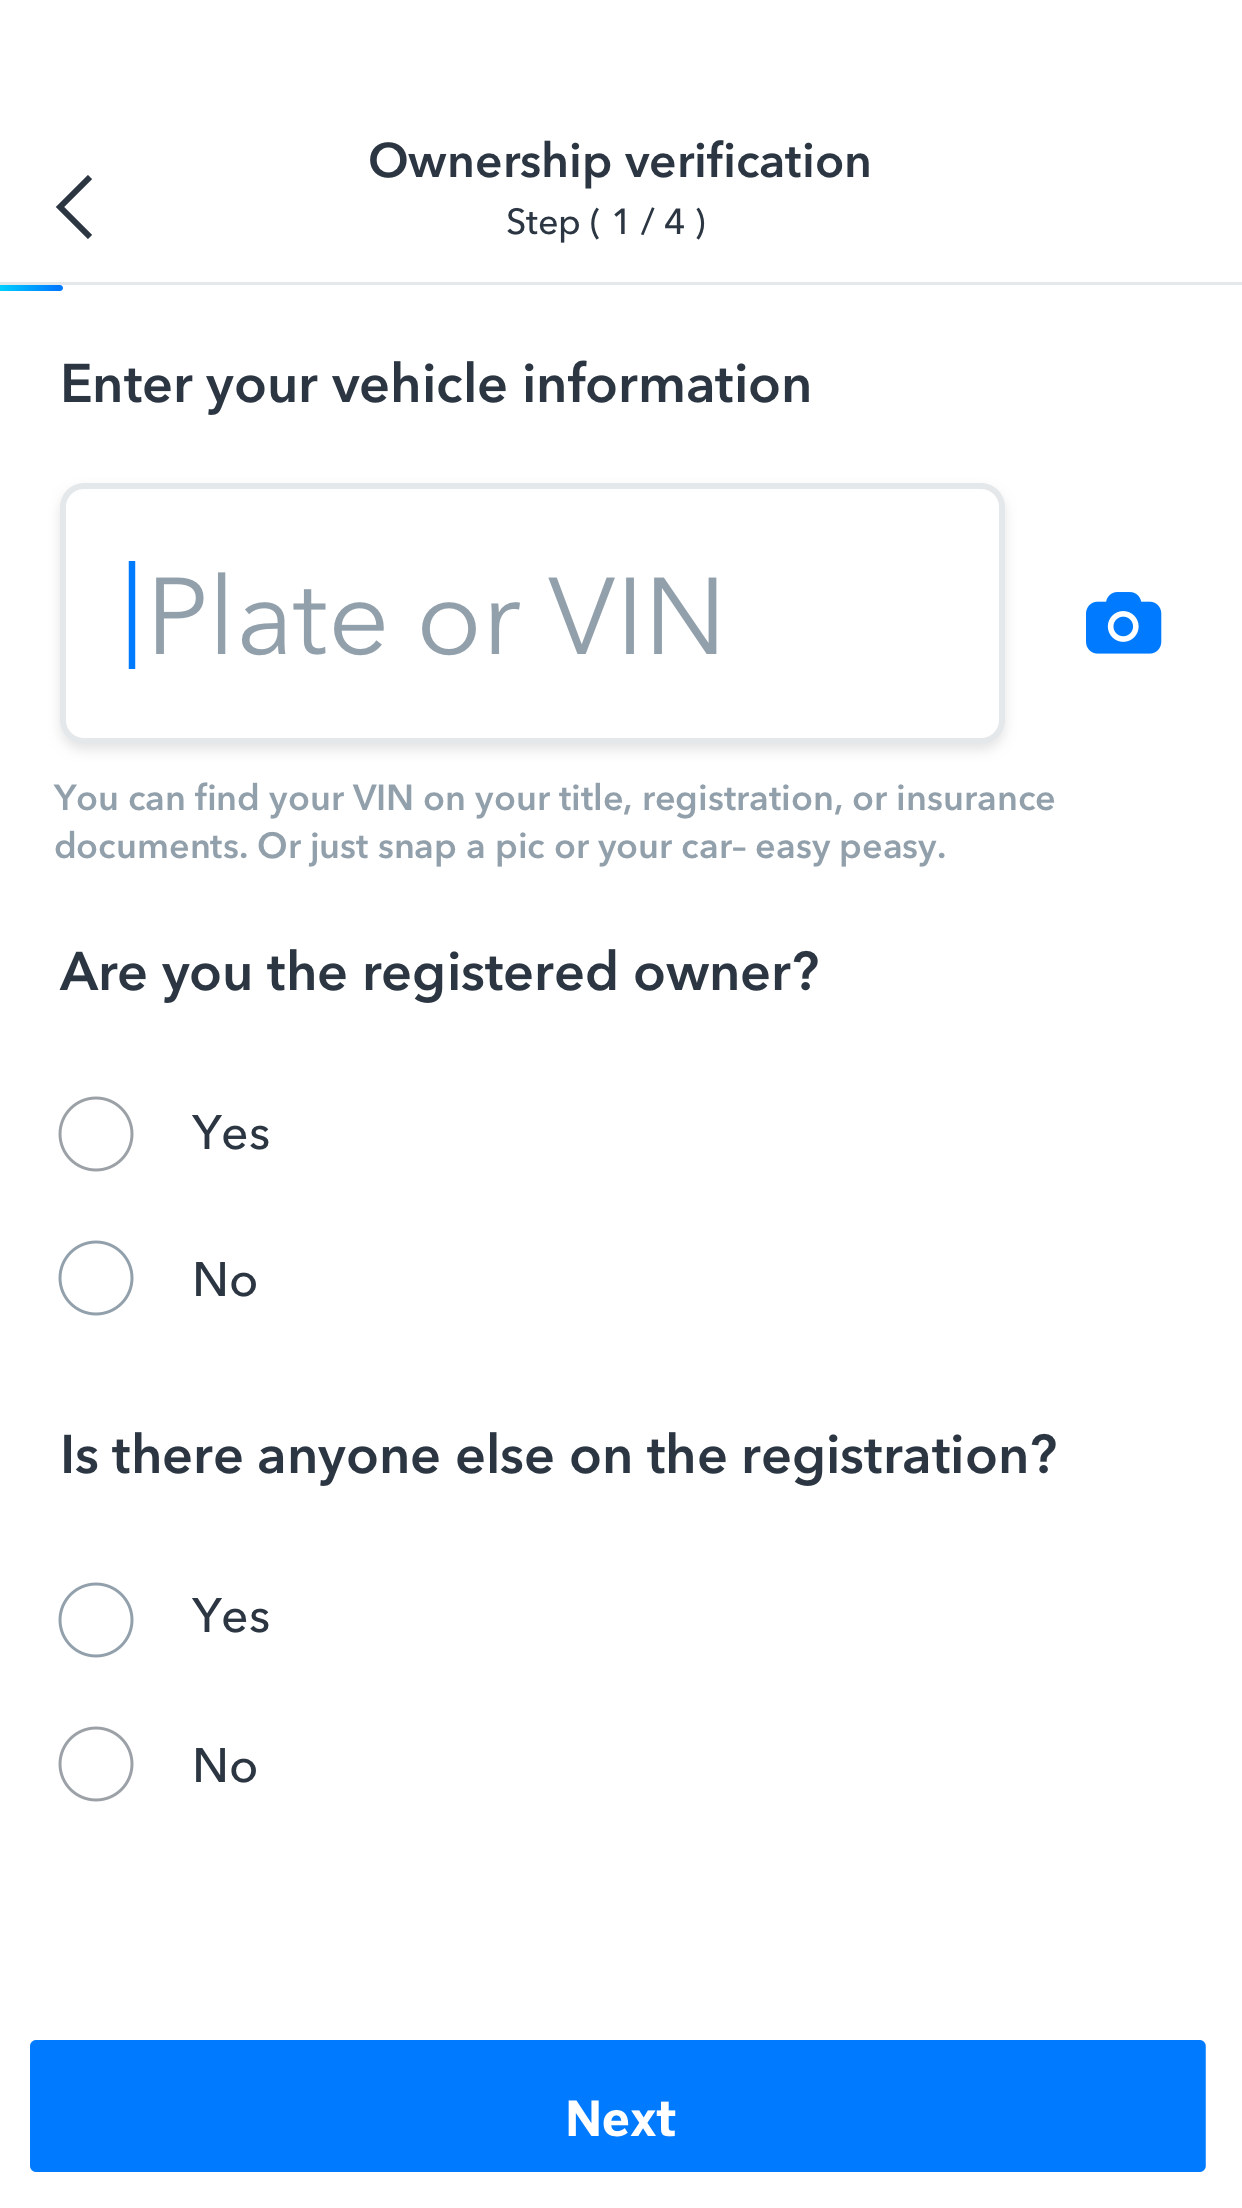 Ownership verification
Step ( 1 / 4 )
Enter your vehicle information
Plate or VIN
You can find your VIN on your title, registration, or insurance
documents. Or just snap a pic or your car– easy peasy.
Are you the registered owner?
Yes
No
Is there anyone else on the registration?
Yes
No
Next